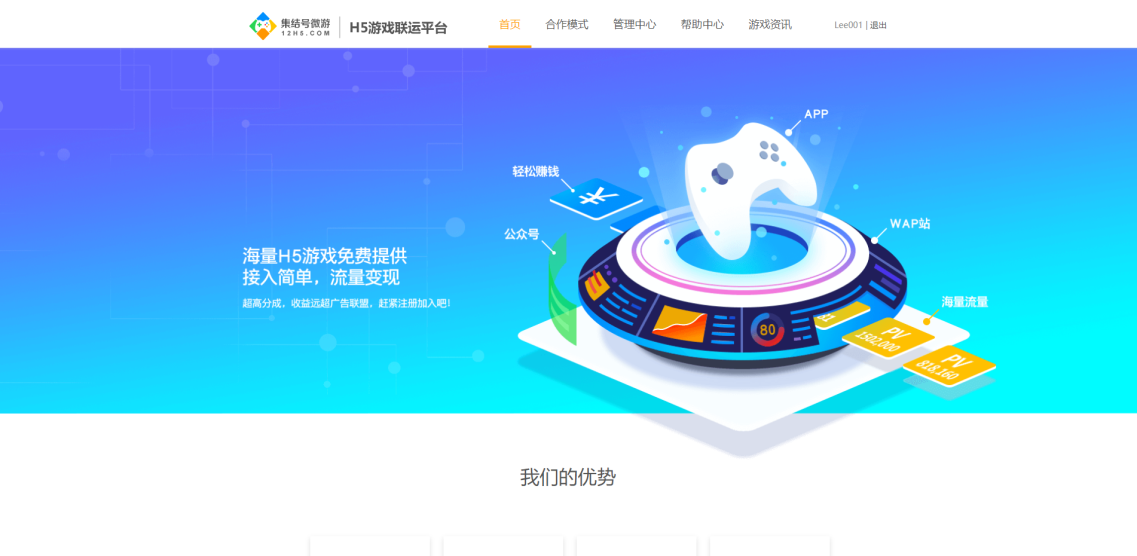 集结号微游
12H5.COM
H5游戏联运平台
首页 合作模式 管理中心 帮助中心 游戏资讯
Lee001 | 退出
APP
轻松赚钱
¥
公众号
WAP站
海量H5游戏免费提供
接入简单，流量变现
超高分成，收益远超广告联盟，赶紧注册加入吧!
海量流量
80
PV
1502,000
PV
818,160
我们的优势